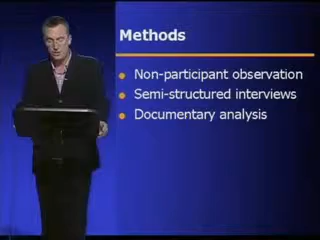 Methods
Non-participant observation
Semi-structured interviews
Documentary analysis